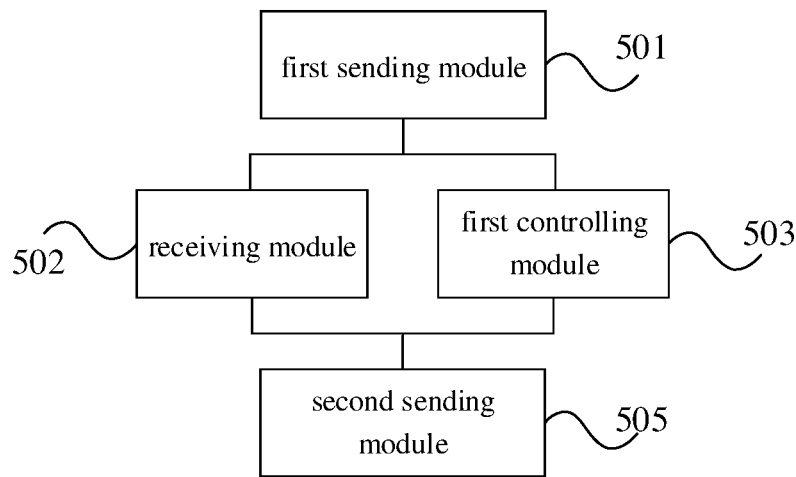 first sending module
501
receiving module
502
first controlling
module
503
second sending
module
505